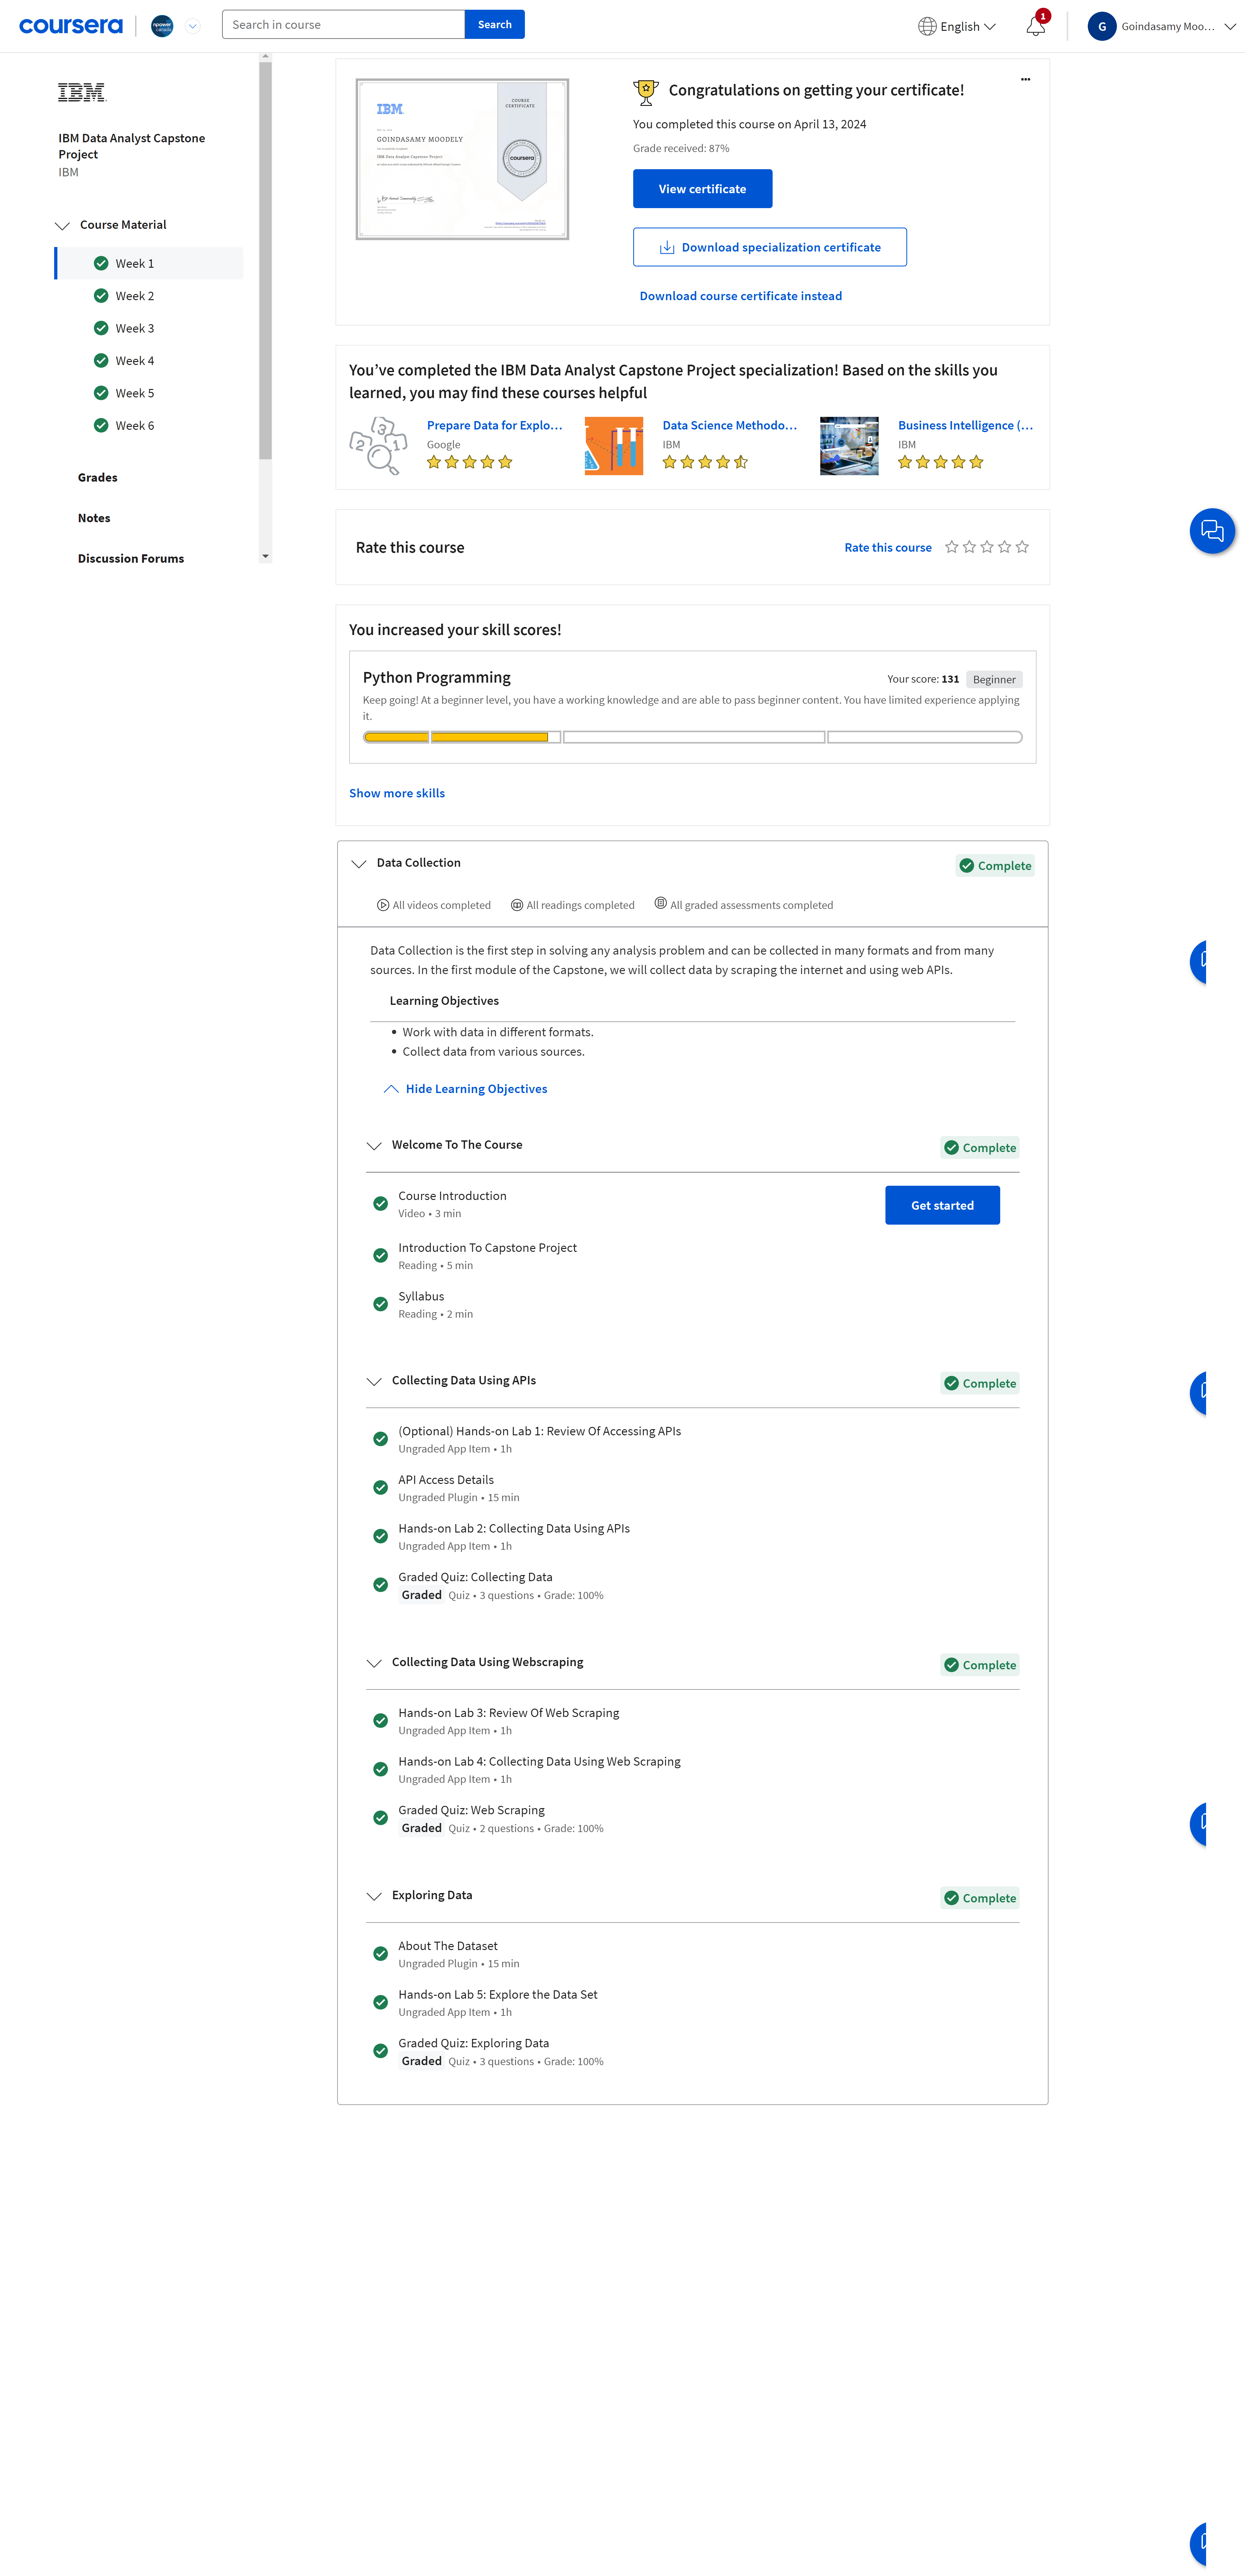 coursera
npower
canada
Search in course
Search
English
1
G
Goindasamy Moo...
IBM
IBM Data Analyst Capstone
Project
IBM
Course Material
Week 1
Week 2
Week 3
Week 4
Week 5
Week 6
Grades
Notes
Discussion Forums
IBM
COURSE
CERTIFICATE
GOINDASAMY MOODELY
IBM Data Analyst Capstone Project
coursera
Congratulations on getting your certificate!
You completed this course on April 13, 2024
Grade received: 87%
View certificate
Download specialization certificate
Download course certificate instead
You’ve completed the IBM Data Analyst Capstone Project specialization! Based on the skills you
learned, you may find these courses helpful
Prepare Data for Explo...
Google
Data Science Methodo...
IBM
Business Intelligence (...
IBM
Rate this course
Rate this course
You increased your skill scores!
Python Programming
Your score: 131 Beginner
Keep going! At a beginner level, you have a working knowledge and are able to pass beginner content. You have limited experience applying
it.
Show more skills
Data Collection
Complete
All videos completed
All readings completed
All graded assessments completed
Data Collection is the first step in solving any analysis problem and can be collected in many formats and from many
sources. In the first module of the Capstone, we will collect data by scraping the internet and using web APIs.
Learning Objectives
• Work with data in different formats.
• Collect data from various sources.
Hide Learning Objectives
Welcome To The Course
Complete
Course Introduction
Video • 3 min
Get started
Introduction To Capstone Project
Reading • 5 min
Syllabus
Reading • 2 min
Collecting Data Using APIs
Complete
(Optional) Hands-on Lab 1: Review Of Accessing APIs
Ungraded App Item • 1h
API Access Details
Ungraded Plugin • 15 min
Hands-on Lab 2: Collecting Data Using APIs
Ungraded App Item • 1h
Graded Quiz: Collecting Data
Graded Quiz • 3 questions • Grade: 100%
Collecting Data Using Webscraping
Complete
Hands-on Lab 3: Review Of Web Scraping
Ungraded App Item • 1h
Hands-on Lab 4: Collecting Data Using Web Scraping
Ungraded App Item • 1h
Graded Quiz: Web Scraping
Graded Quiz • 2 questions • Grade: 100%
Exploring Data
Complete
About The Dataset
Ungraded Plugin • 15 min
Hands-on Lab 5: Explore the Data Set
Ungraded App Item • 1h
Graded Quiz: Exploring Data
Graded Quiz • 3 questions • Grade: 100%